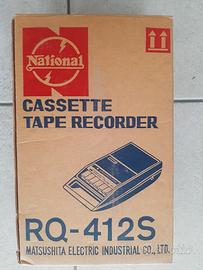 National
CASSETTE
TAPE RECORDER
RQ-412S
MATSUSHITA ELECTRIC INDUSTRIAL CO., LTD.